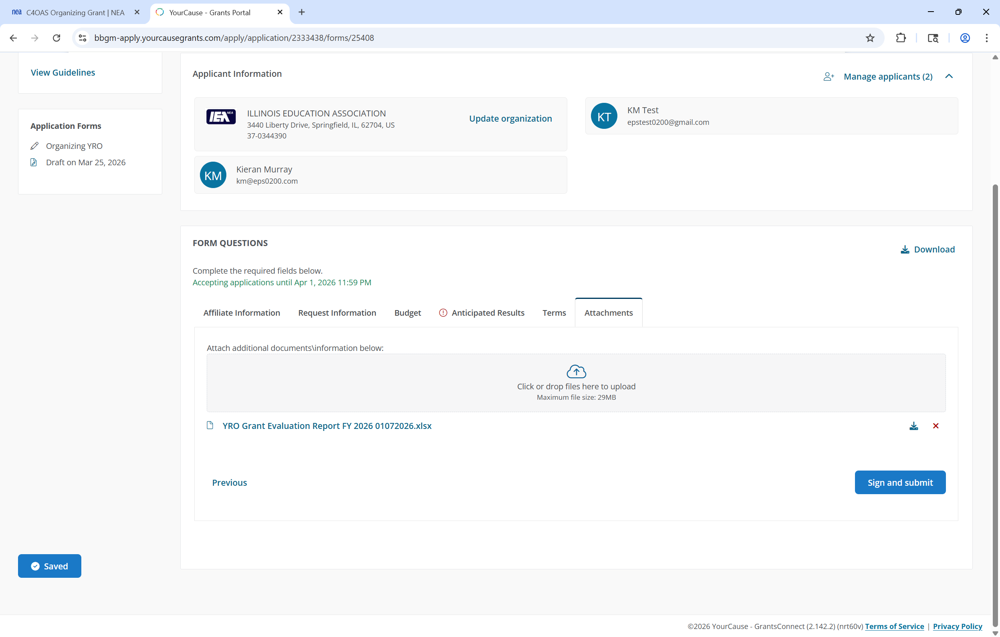 nea C4OAS Organizing Grant | NEA
YourCause - Grants Portal
bbgm-apply.yourcausegrants.com/apply/application/2333438/forms/25408
View Guidelines
Application Forms
Organizing YRO
Draft on Mar 25, 2026
Applicant Information
Manage applicants (2)
IEA NEA
ILLINOIS EDUCATION ASSOCIATION
3440 Liberty Drive, Springfield, IL, 62704, US
37-0344390
Update organization
KT
KM Test
epstest0200@gmail.com
KM
Kieran Murray
km@eps0200.com
FORM QUESTIONS
Download
Complete the required fields below.
Accepting applications until Apr 1, 2026 11:59 PM
Affiliate Information Request Information Budget Anticipated Results Terms Attachments
Attach additional documents\information below:
Click or drop files here to upload
Maximum file size: 29MB
YRO Grant Evaluation Report FY 2026 01072026.xlsx
Previous
Sign and submit
Saved
©2026 YourCause - GrantsConnect (2.142.2) (nrt60v) Terms of Service | Privacy Policy